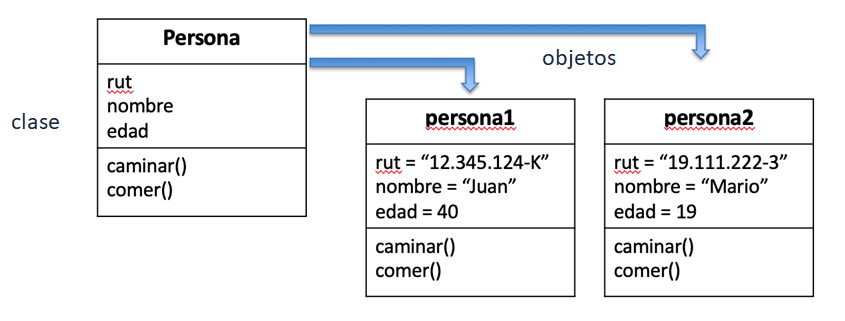 Persona
rut
nombre
edad
caminar()
comer()
clase
objetos
persona1
rut = “12.345.124-K”
nombre = “Juan”
edad = 40
caminar()
comer()
persona2
rut = “19.111.222-3”
nombre = “Mario”
edad = 19
caminar()
comer()